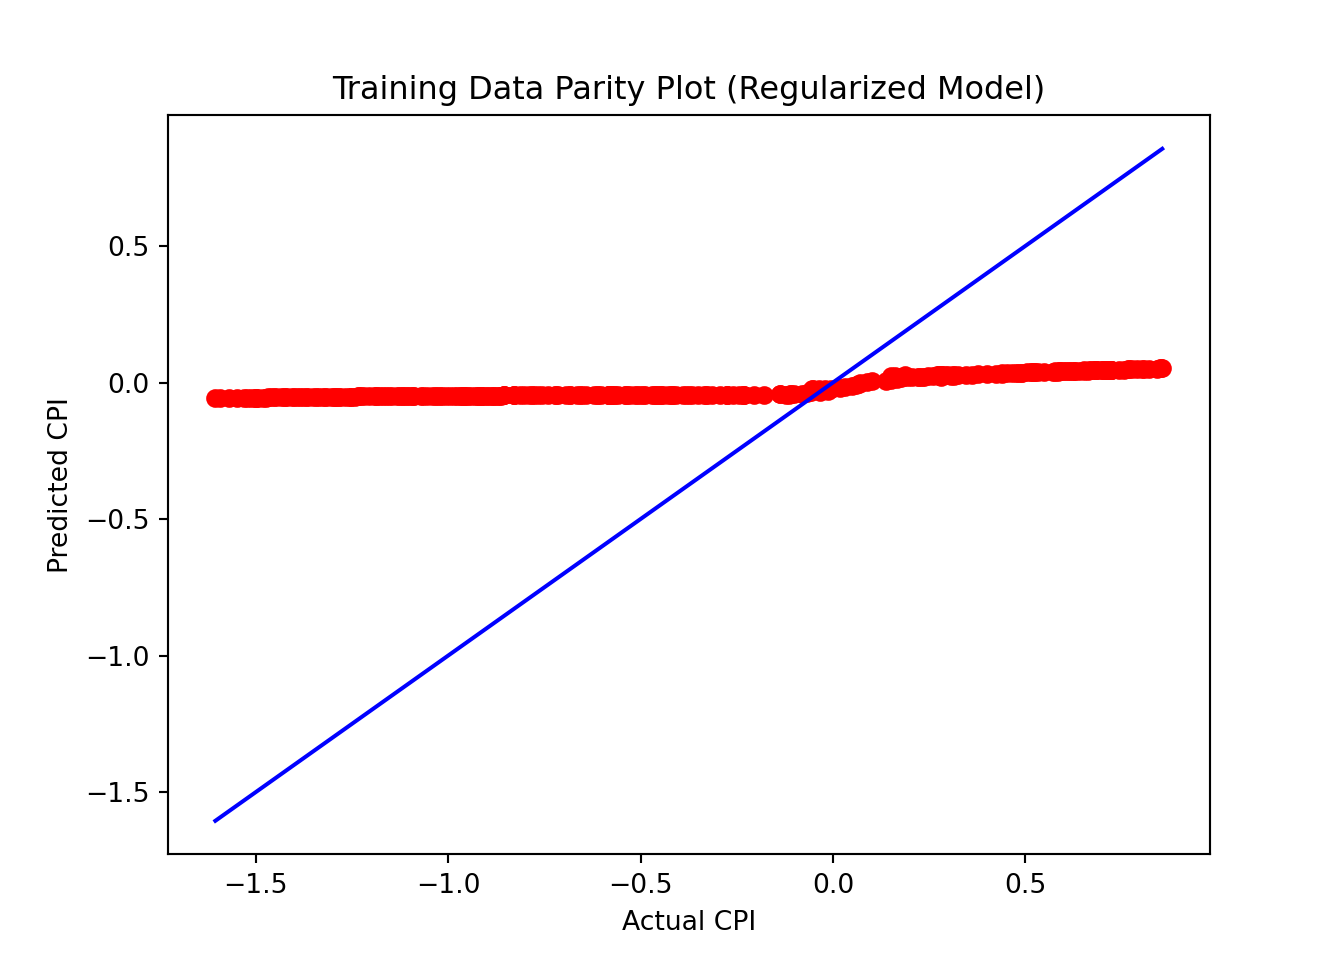 Training Data Parity Plot (Regularized Model)
0.5
0.0
−0.5
−1.0
−1.5
Predicted CPI
−1.5 −1.0 −0.5 0.0 0.5
Actual CPI